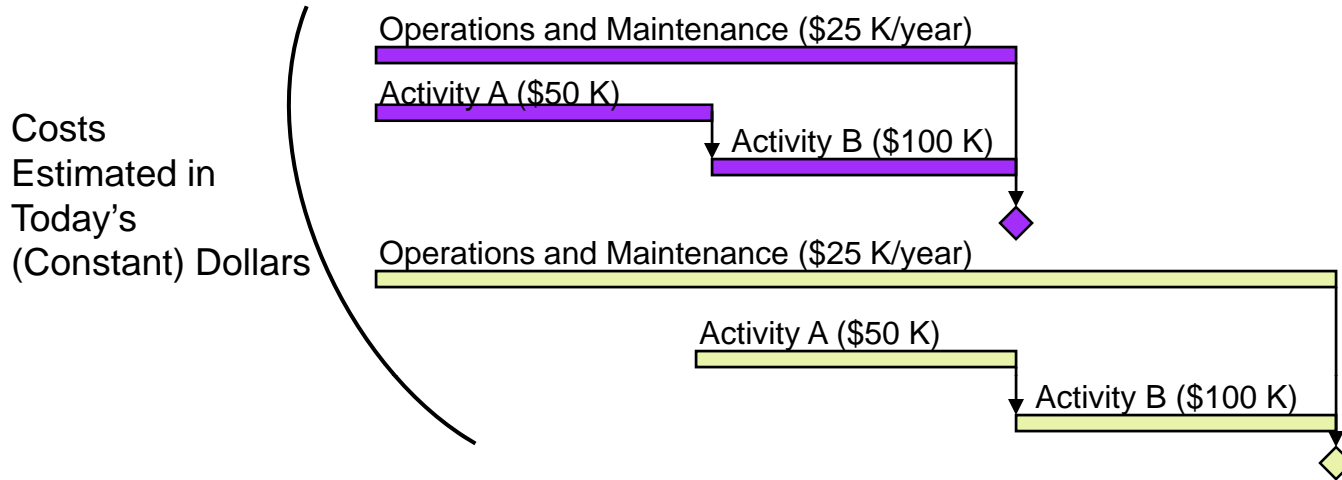 Operations and Maintenance ($25 K/year)
Activity A ($50 K)
Activity B ($100 K)
Costs
Estimated in
Today’s
(Constant) Dollars
Operations and Maintenance ($25 K/year)
Activity A ($50 K)
Activity B ($100 K)